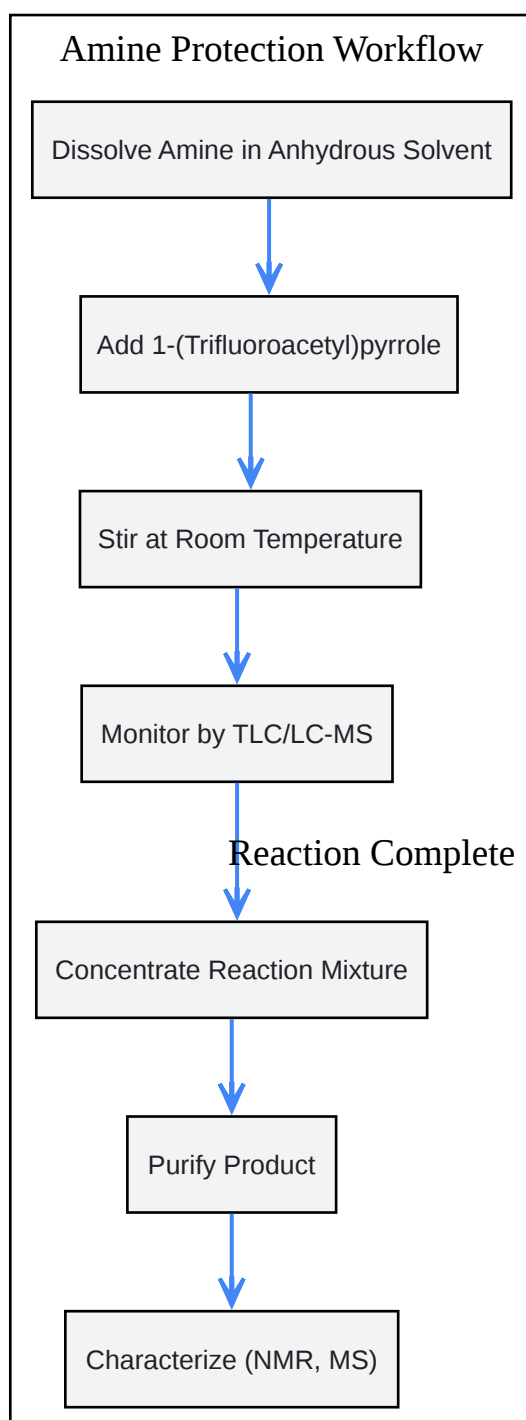 Amine Protection Workflow
Dissolve Amine in Anhydrous Solvent
Add 1-(Trifluoroacetyl)pyrrole
Stir at Room Temperature
Monitor by TLC/LC-MS
Reaction Complete
Concentrate Reaction Mixture
Purify Product
Characterize (NMR, MS)